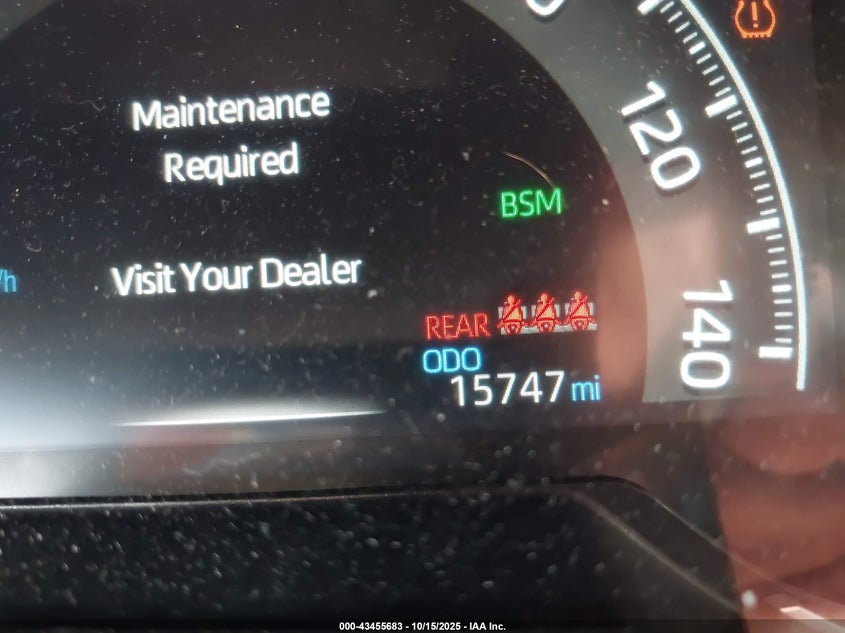 Maintenance
Required
120
BSM
/h
Visit Your Dealer
REAR
140
ODO
15747 mi
000-43455683 - 10/15/2025 - IAA Inc.